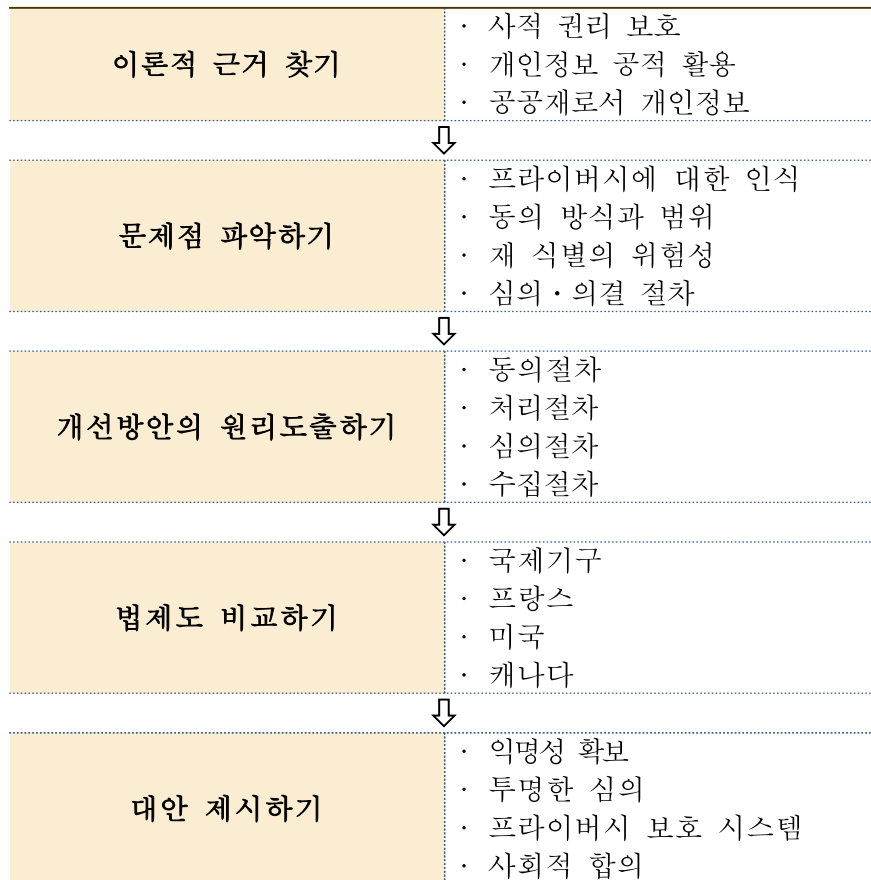 이론적 근거 찾기
· 사적 권리 보호
· 개인정보 공적 활용
· 공공재로서 개인정보
문제점 파악하기
· 프라이버시에 대한 인식
· 동의 방식과 범위
· 재 식별의 위험성
· 심의·의결 절차
개선방안의 원리도출하기
· 동의절차
· 처리절차
· 심의절차
· 수집절차
법제도 비교하기
· 국제기구
· 프랑스
· 미국
· 캐나다
대안 제시하기
· 익명성 확보
· 투명한 심의
· 프라이버시 보호 시스템
· 사회적 합의